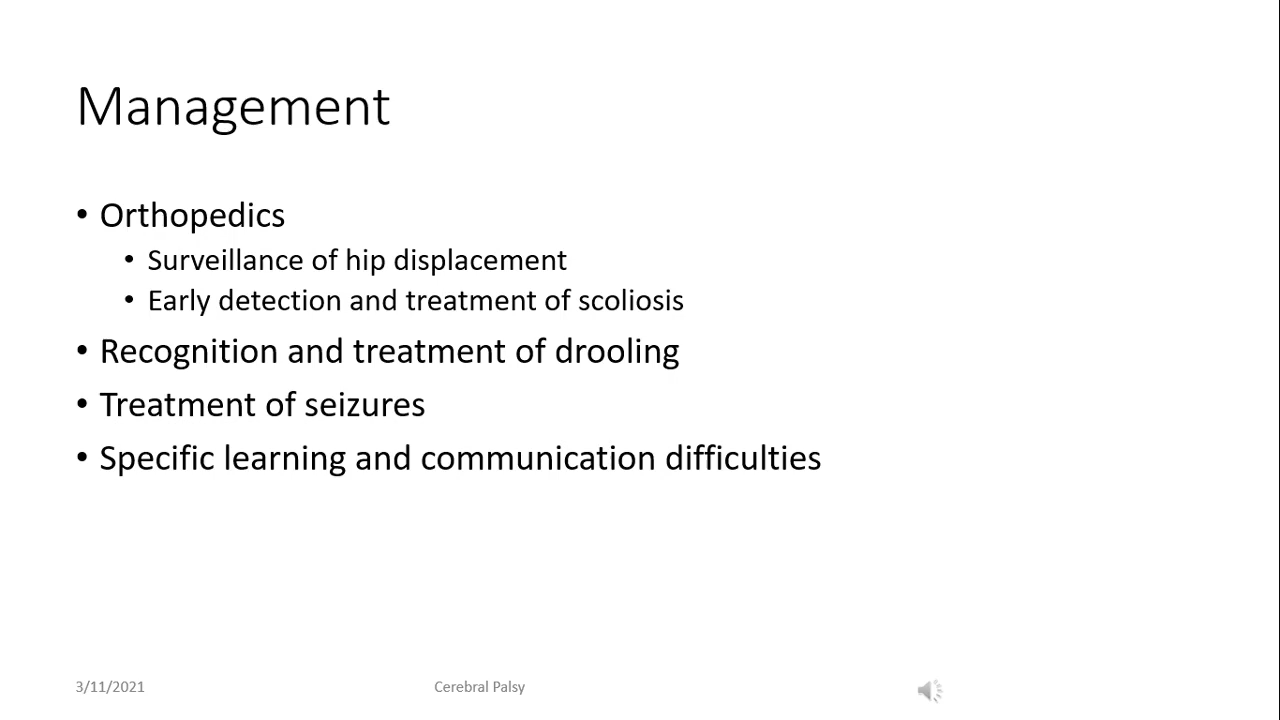 Management
• Orthopedics
• Surveillance of hip displacement
• Early detection and treatment of scoliosis
• Recognition and treatment of drooling
• Treatment of seizures
• Specific learning and communication difficulties
3/11/2021
Cerebral Palsy